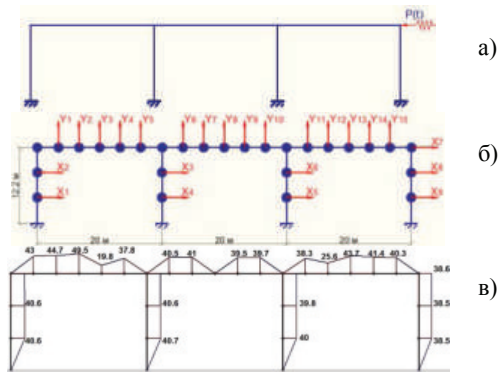 P(t)
а)
Y1 Y2 Y3 Y4 Y5 Y6 Y7 Y8 Y9 Y10 Y11 Y12 Y13 Y14 Y15
X7
б)
X2 X3 X6 X8
12.2 м
X1 X4 X5 X9
20 м 20 м 20 м
в)
43 44.7 49.5 19.8 37.8 40.5 41 39.5 39.7 38.3 25.6 43.7 41.4 40.3
38.6
40.6 40.6 39.8 38.5
40.6 40.7 40 38.5